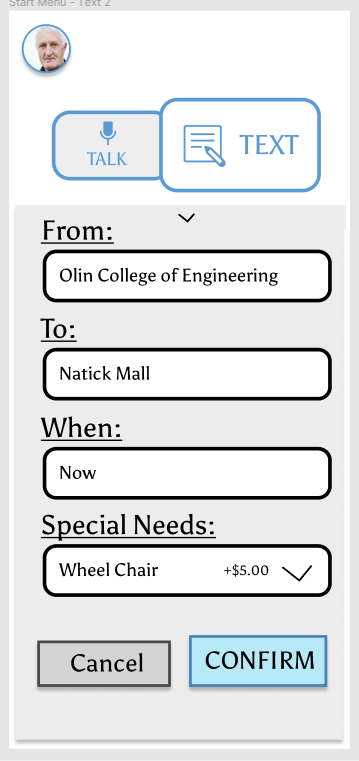 Start Menu - Text 2
TALK
TEXT
From:
Olin College of Engineering
To:
Natick Mall
When:
Now
Special Needs:
Wheel Chair +$5.00
Cancel
CONFIRM